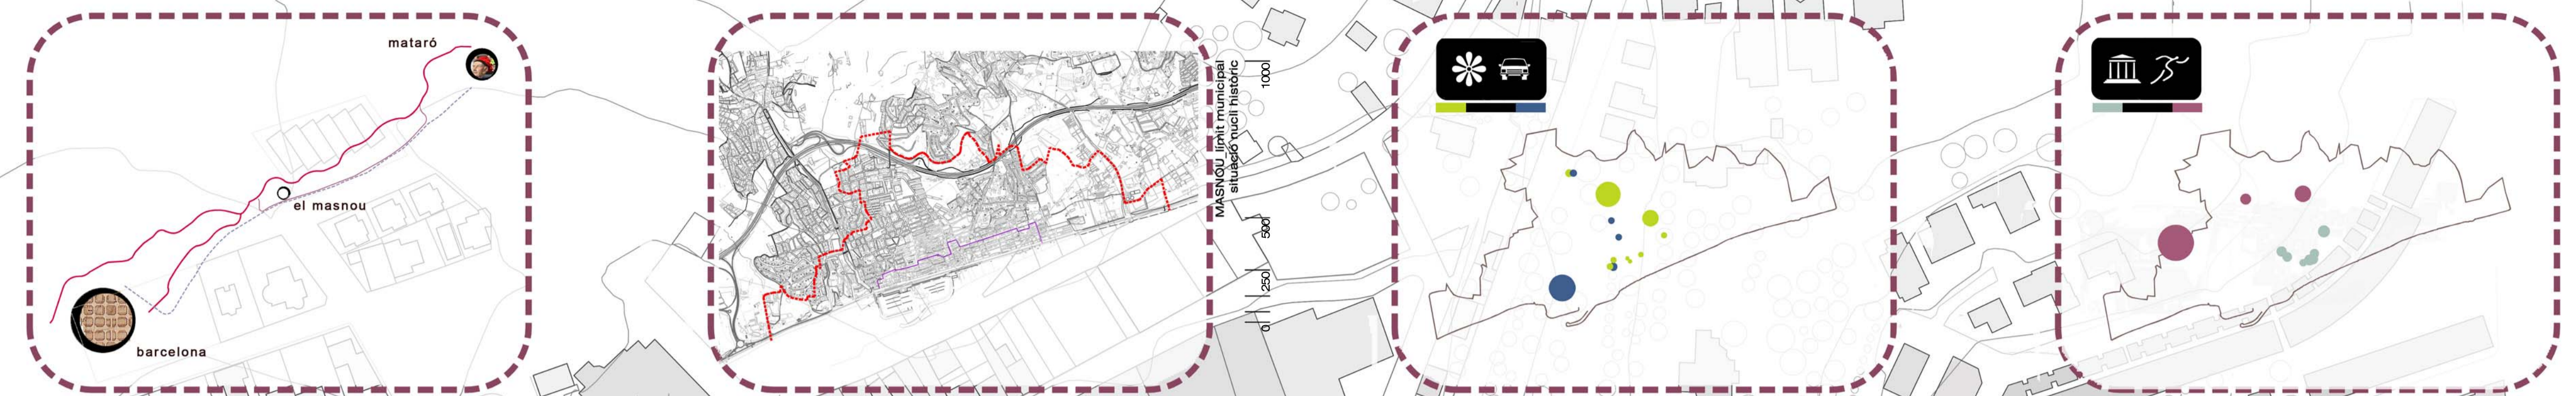 mataró
el masnou
barcelona
MASNOU_límit municipal
situació nucli històric
0
250
500
1000